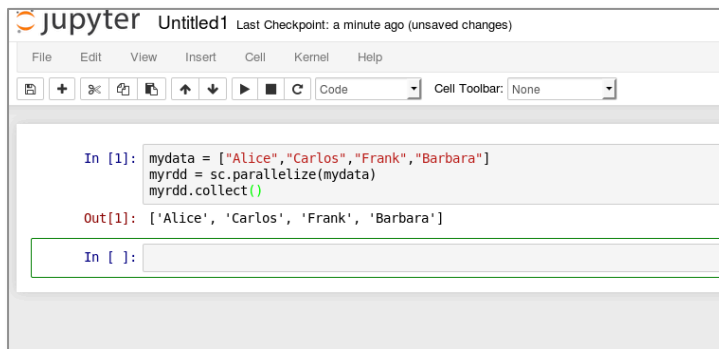 jupyter Untitled1 Last Checkpoint: a minute ago (unsaved changes)
File Edit View Insert Cell Kernel Help
Code Cell Toolbar: None
In [1]: mydata = ["Alice","Carlos","Frank","Barbara"]
myrdd = sc.parallelize(mydata)
myrdd.collect()
Out[1]: ['Alice', 'Carlos', 'Frank', 'Barbara']
In [ ]: